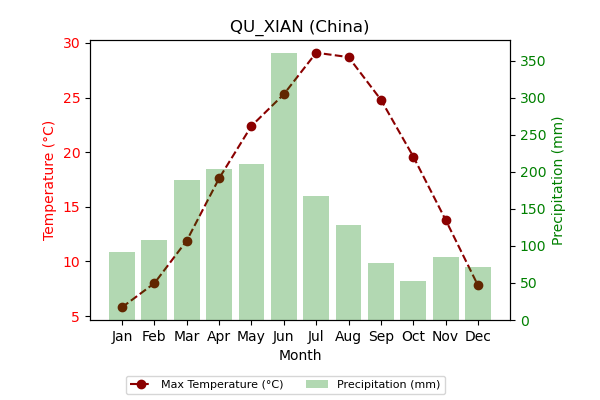 QU_XIAN (China)
30
25
20
15
10
5
Temperature (°C)
350
300
250
200
150
100
50
0
Precipitation (mm)
Jan Feb Mar Apr May Jun Jul Aug Sep Oct Nov Dec
Month
Max Temperature (°C) Precipitation (mm)